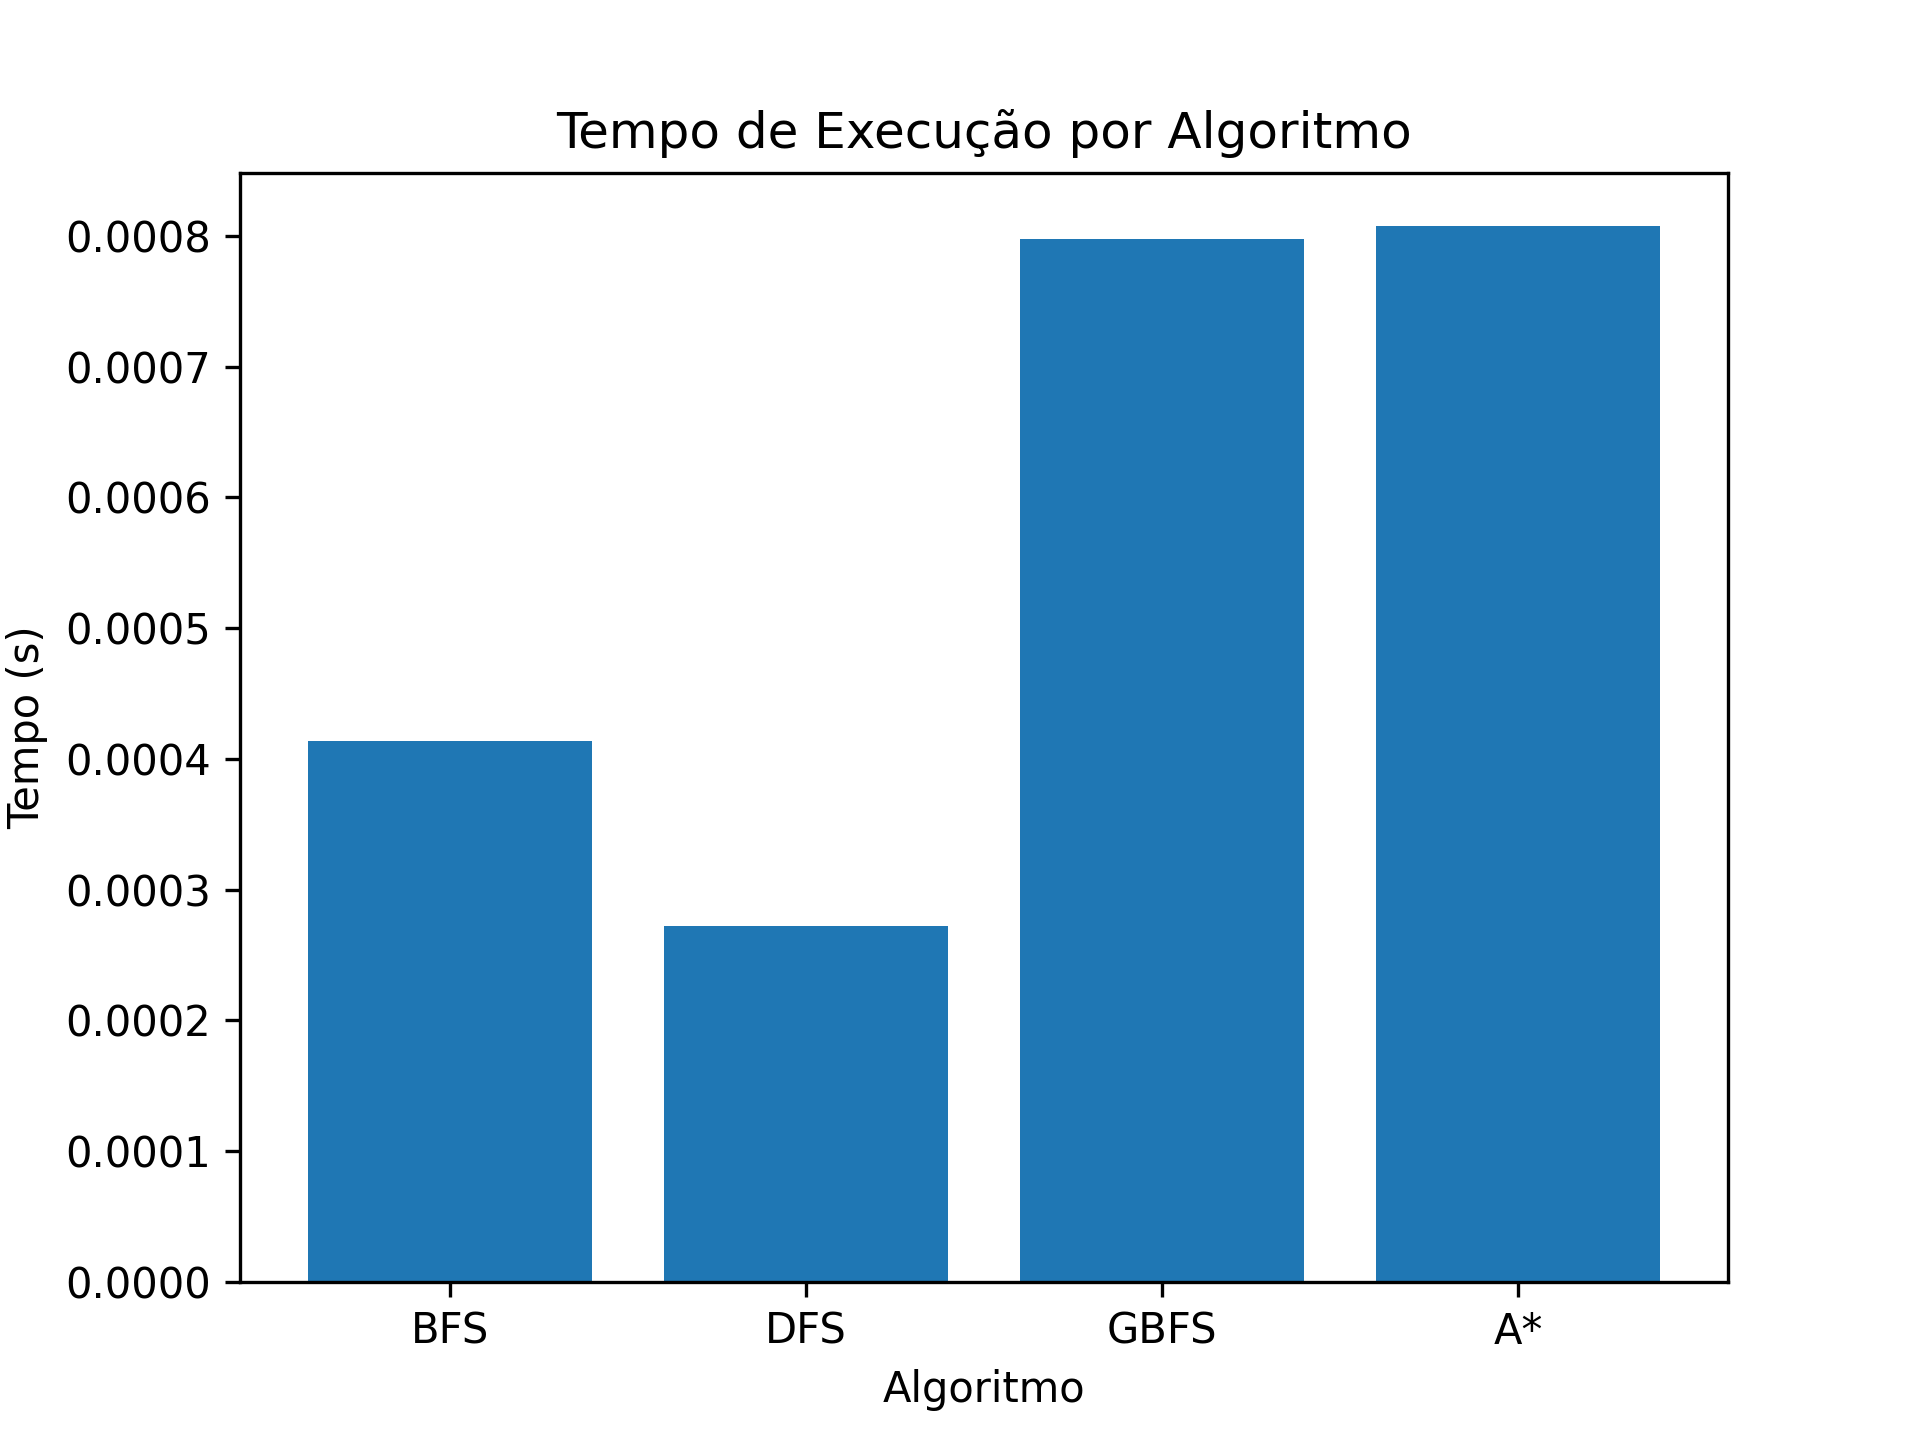 Tempo de Execução por Algoritmo
0.0008
0.0007
0.0006
0.0005
0.0004
0.0003
0.0002
0.0001
0.0000
Tempo (s)
BFS DFS GBFS A*
Algoritmo